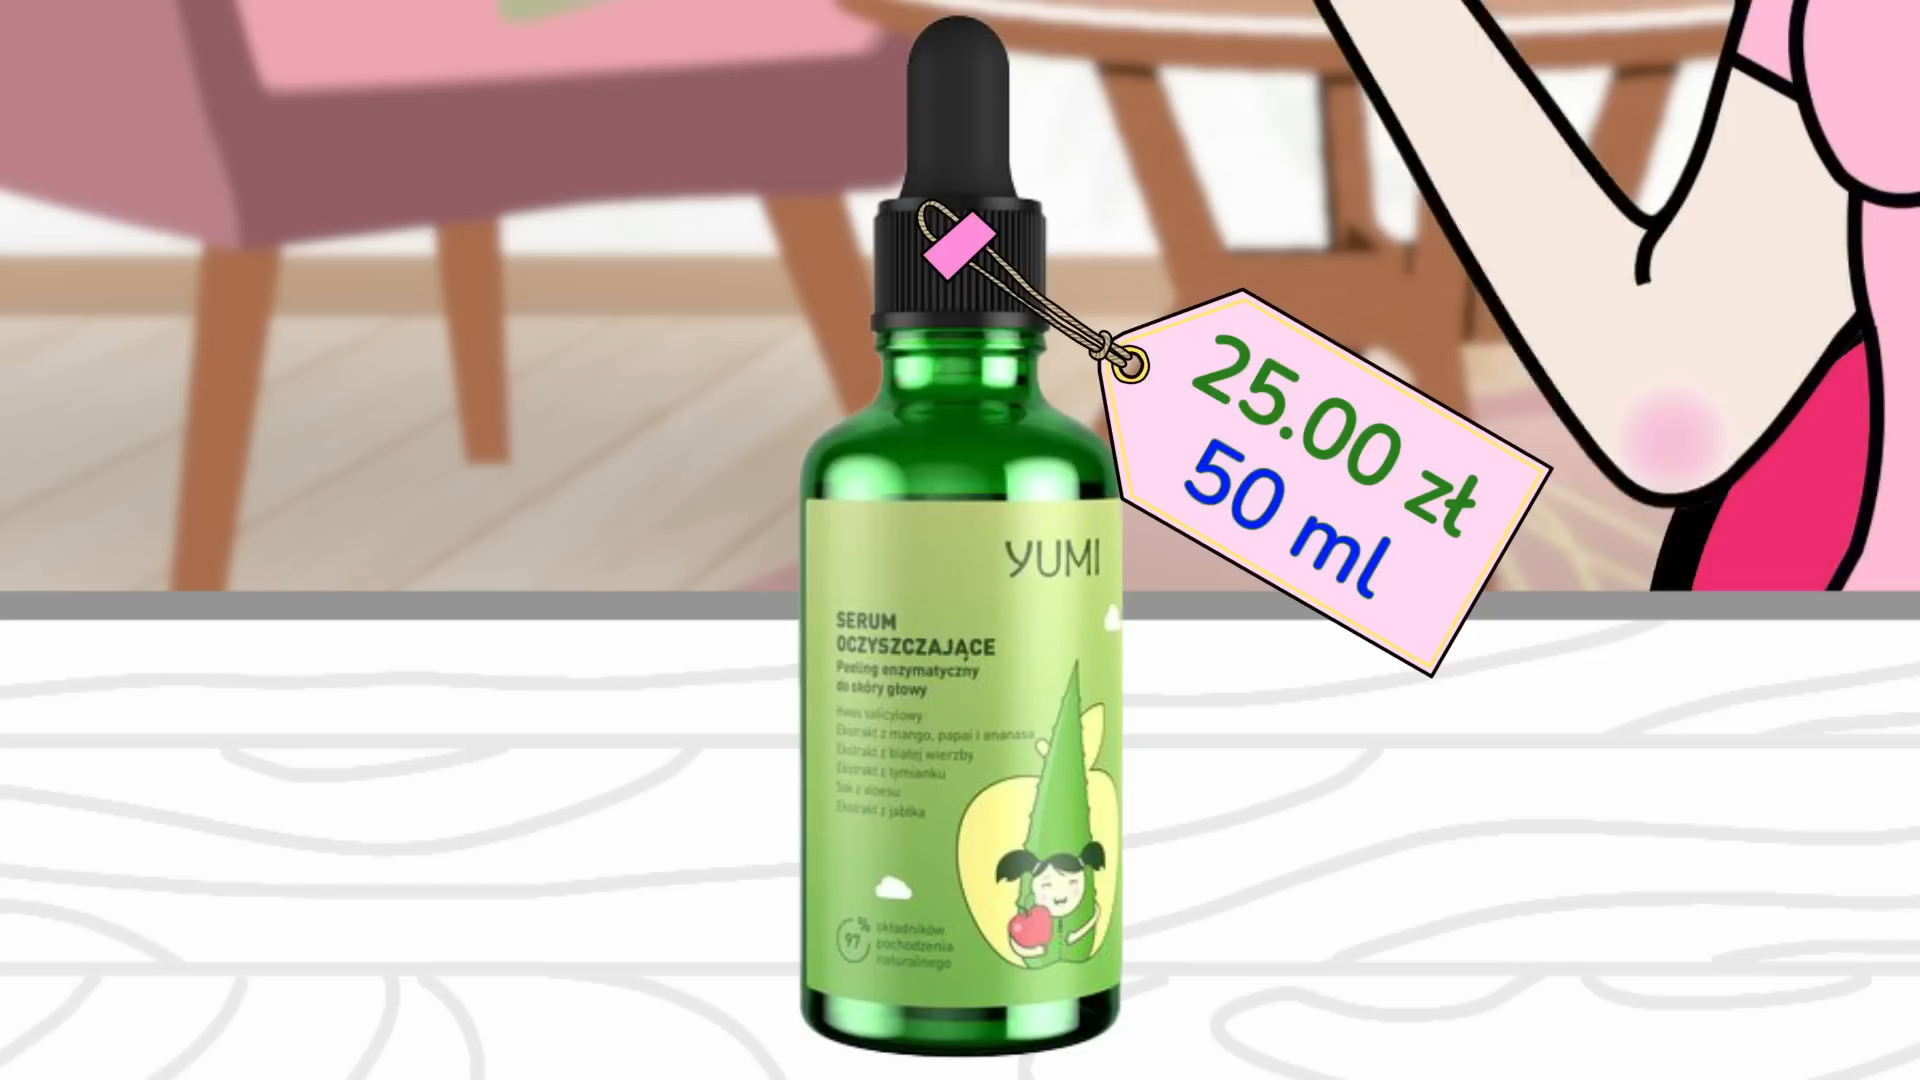 25.00 zł
50 ml
YUMI
SERUM
OCZYSZCZAJĄCE
Peeling enzymatyczny
do skóry głowy
Kwas salicylowy
Ekstrakt z mango, papai i ananasa
Ekstrakt z białej wierzby
Ekstrakt z tymianku
Sok z aloesu
Ekstrakt z jabłka
97 %
składników
pochodzenia
naturalnego